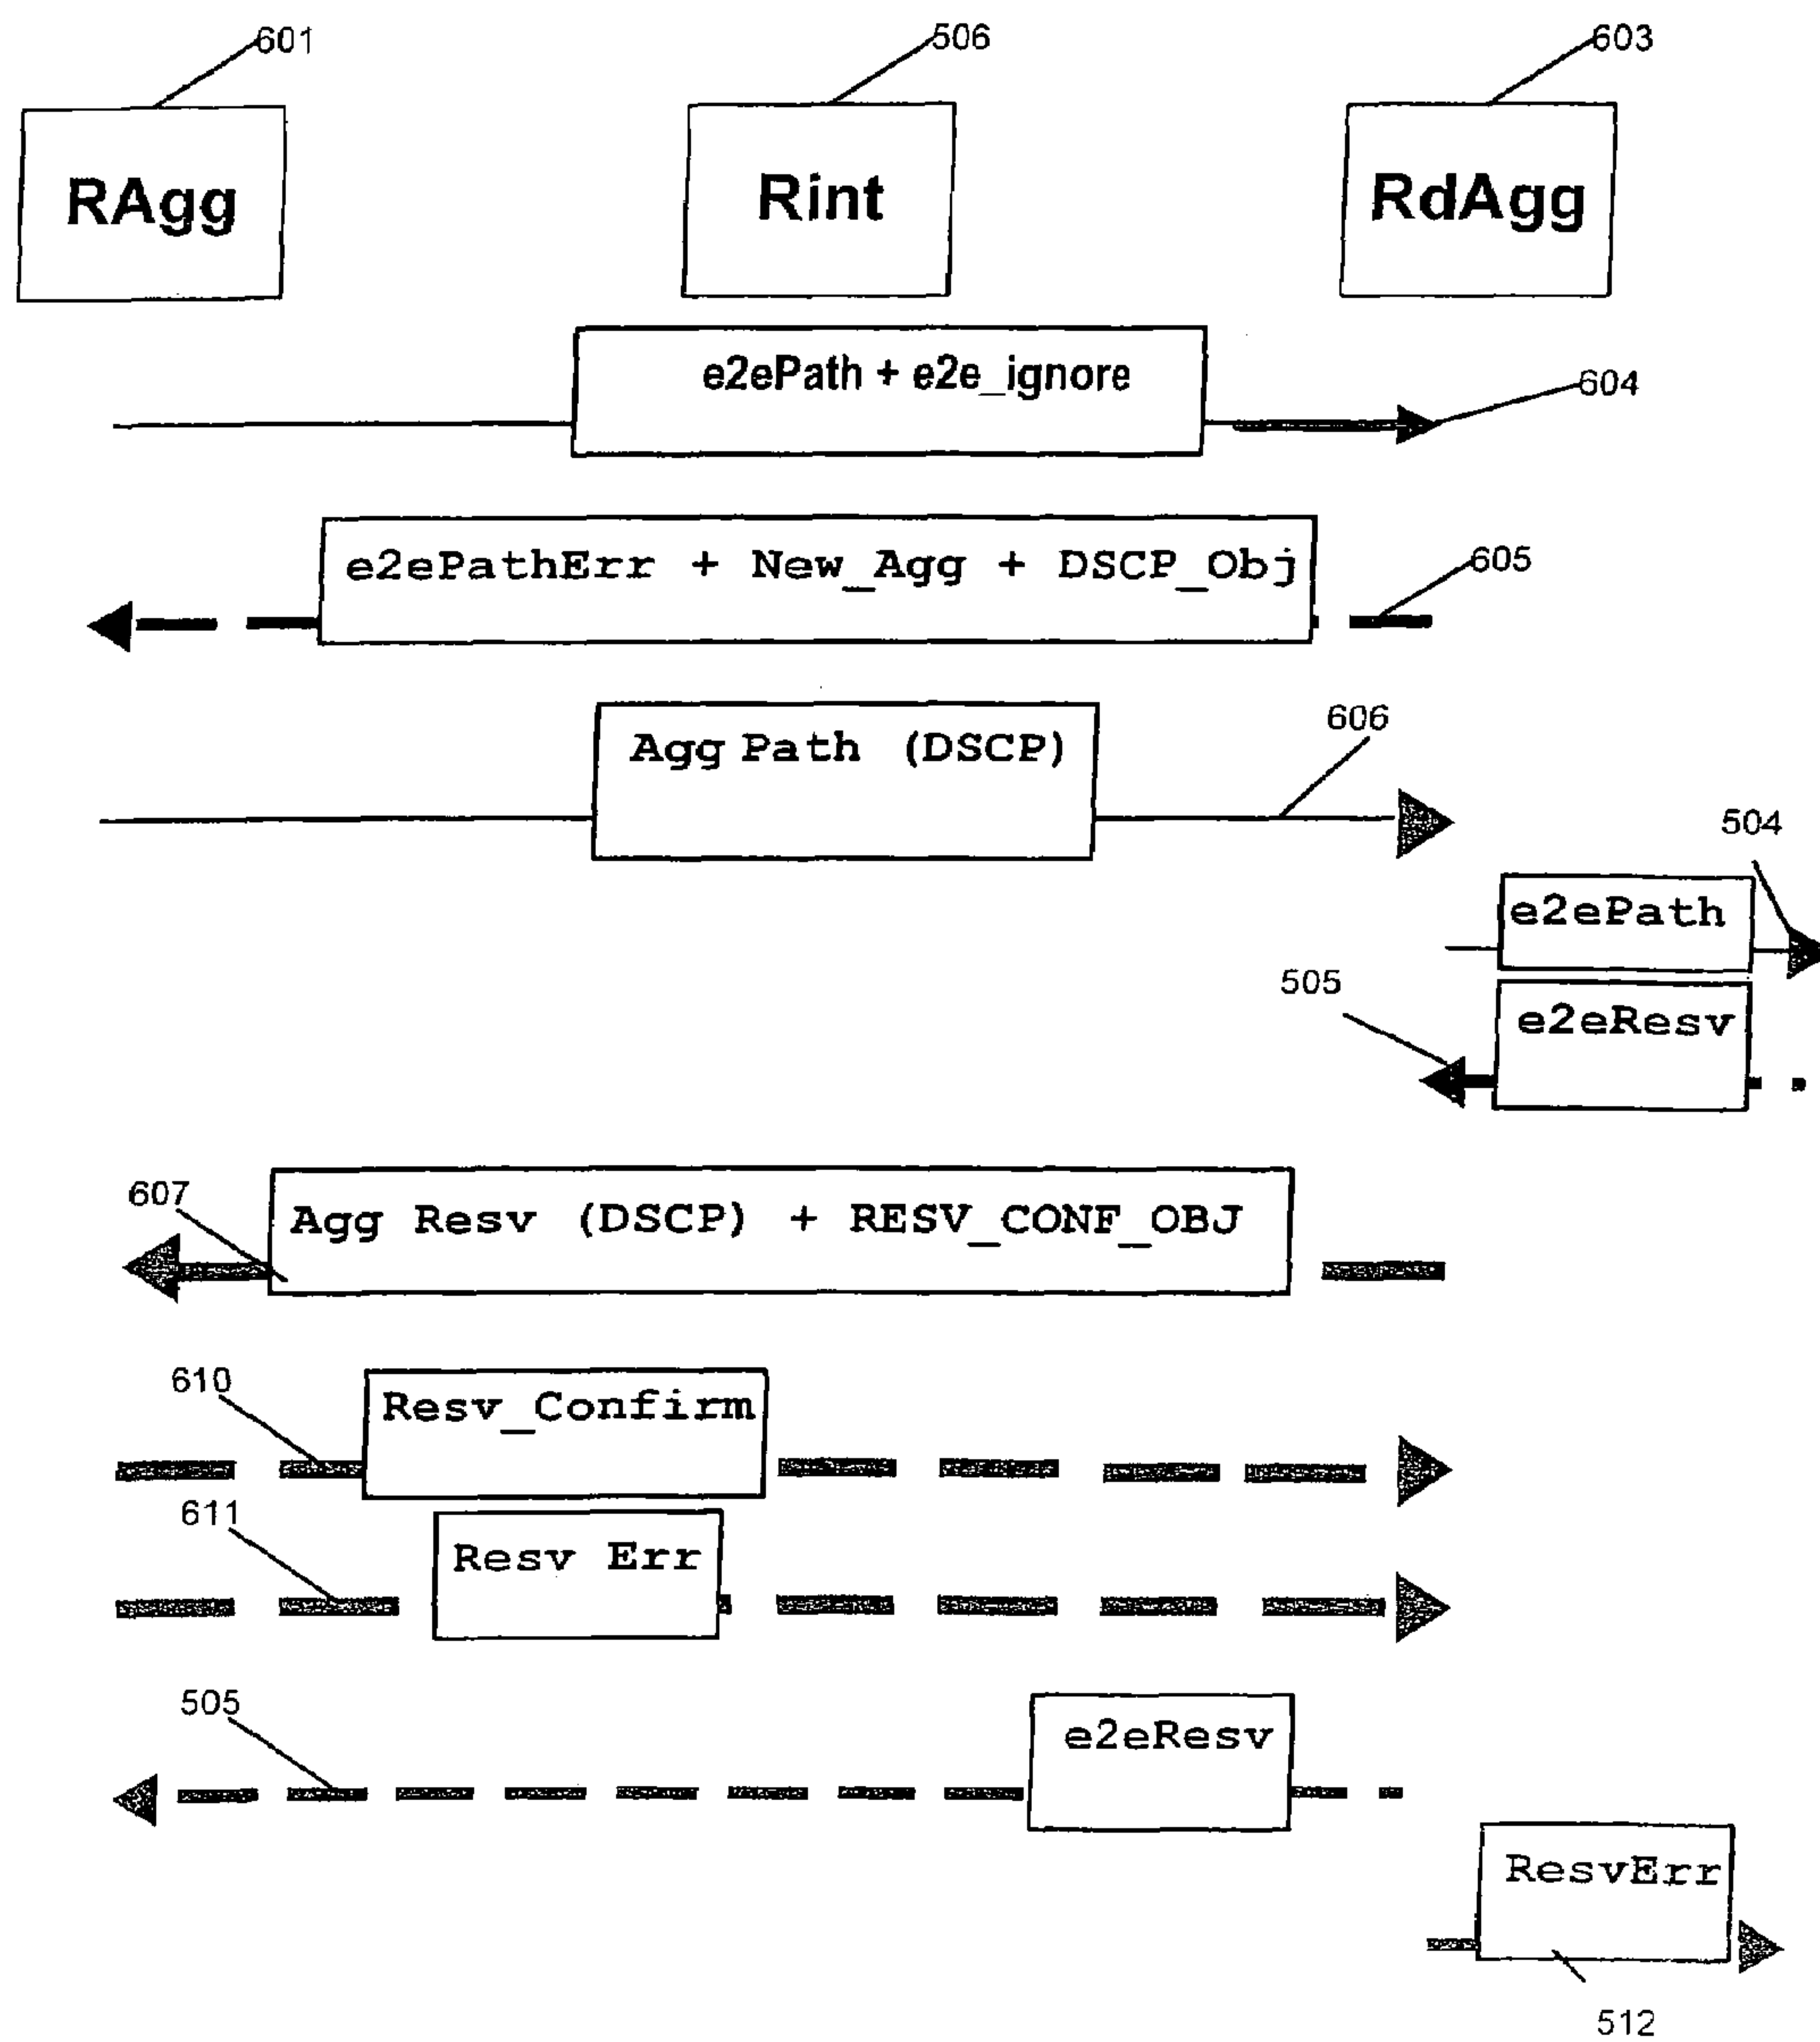 601
506
603
RAgg
Rint
RdAgg
e2ePath + e2e_ignore
604
e2ePathErr + New_Agg + DSCP_Obj
605
Agg Path (DSCP)
606
504
e2ePath
505
e2eResv
607
Agg Resv (DSCP) + RESV_CONF_OBJ
610
Resv_Confirm
611
Resv Err
505
e2eResv
ResvErr
512